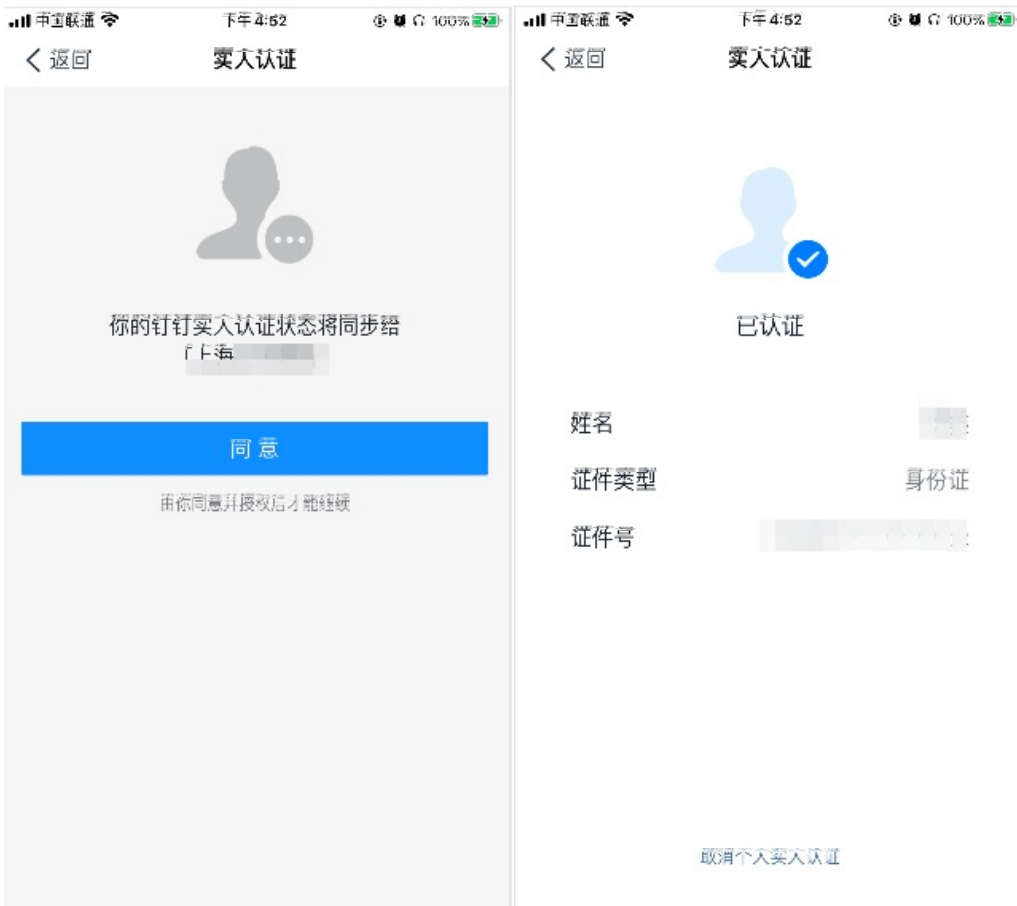 中国联通
下午4:52
100%
返回
实人认证
你的钉钉实人认证状态将同步给
「上海
同意
由你同意并授权后才能继续
中国联通
下午4:52
100%
返回
实人认证
已认证
姓名
证件类型
身份证
证件号
取消个人实人认证